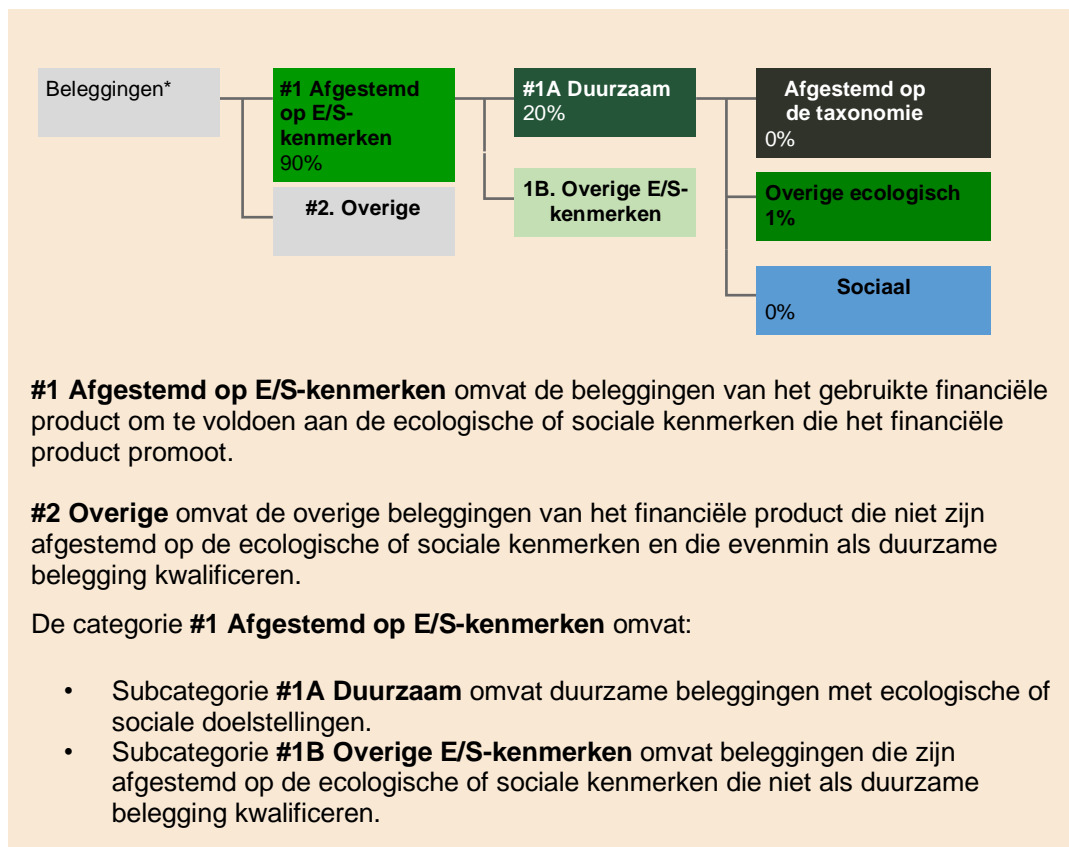 Beleggingen*
#1 Afgestemd
op E/S-
kenmerken
90%
#2. Overige
#1A Duurzaam
20%
1B. Overige E/S-
kenmerken
Afgestemd op
de taxonomie
0%
Overige ecologisch
1%
Sociaal
0%
#1 Afgestemd op E/S-kenmerken omvat de beleggingen van het gebruikte financiële
product om te voldoen aan de ecologische of sociale kenmerken die het financiële
product promoot.
#2 Overige omvat de overige beleggingen van het financiële product die niet zijn
afgestemd op de ecologische of sociale kenmerken en die evenmin als duurzame
belegging kwalificeren.
De categorie #1 Afgestemd op E/S-kenmerken omvat:
• Subcategorie #1A Duurzaam omvat duurzame beleggingen met ecologische of
sociale doelstellingen.
• Subcategorie #1B Overige E/S-kenmerken omvat beleggingen die zijn
afgestemd op de ecologische of sociale kenmerken die niet als duurzame
belegging kwalificeren.